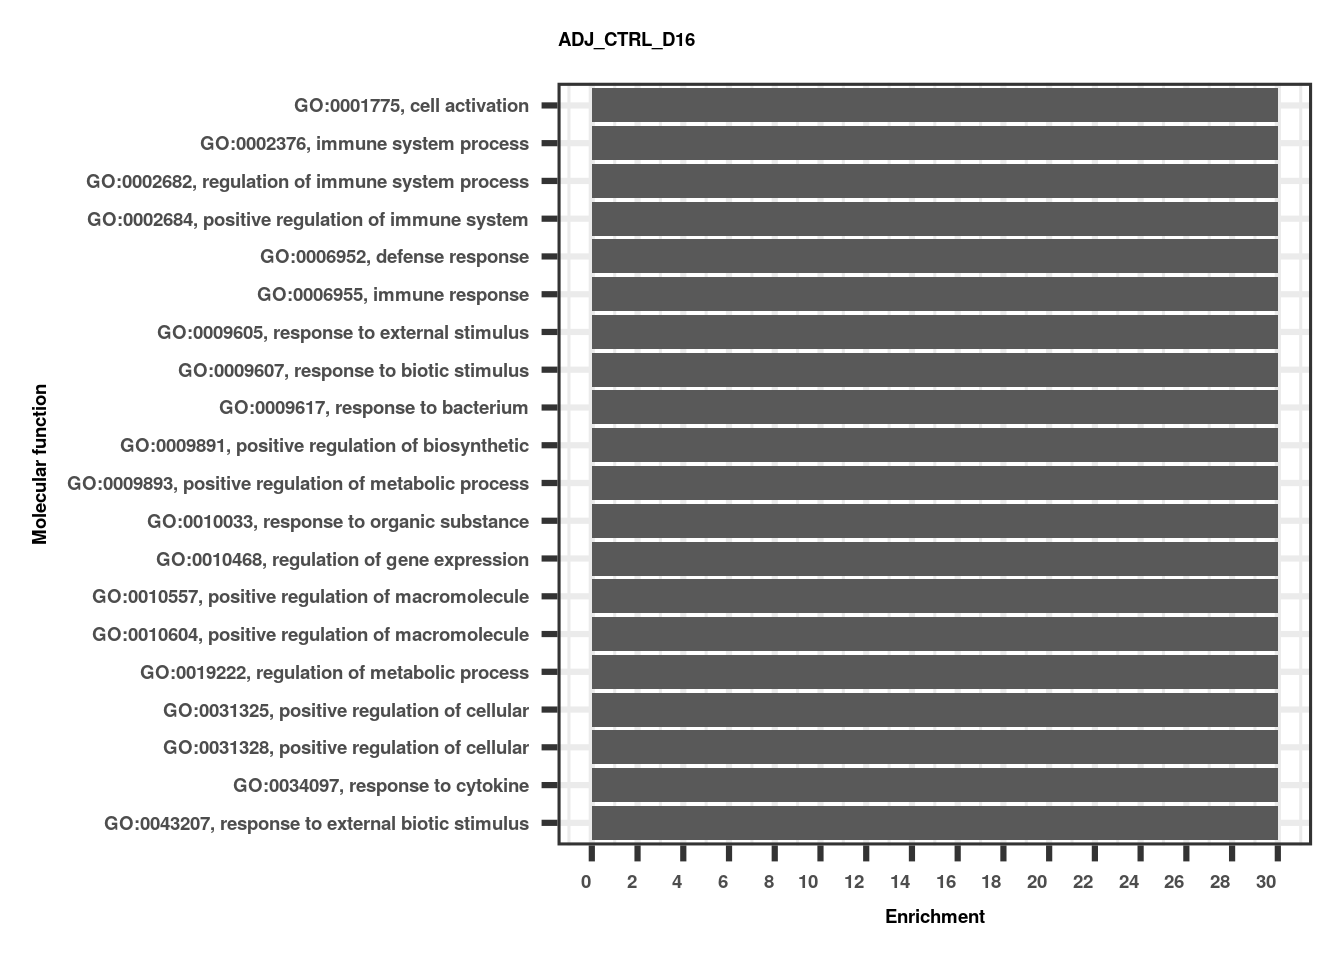 ADJ_CTRL_D16
GO:0001775, cell activation
GO:0002376, immune system process
GO:0002682, regulation of immune system process
GO:0002684, positive regulation of immune system
GO:0006952, defense response
GO:0006955, immune response
GO:0009605, response to external stimulus
GO:0009607, response to biotic stimulus
GO:0009617, response to bacterium
GO:0009891, positive regulation of biosynthetic
GO:0009893, positive regulation of metabolic process
GO:0010033, response to organic substance
GO:0010468, regulation of gene expression
GO:0010557, positive regulation of macromolecule
GO:0010604, positive regulation of macromolecule
GO:0019222, regulation of metabolic process
GO:0031325, positive regulation of cellular
GO:0031328, positive regulation of cellular
GO:0034097, response to cytokine
GO:0043207, response to external biotic stimulus
Molecular function
0 2 4 6 8 10 12 14 16 18 20 22 24 26 28 30
Enrichment